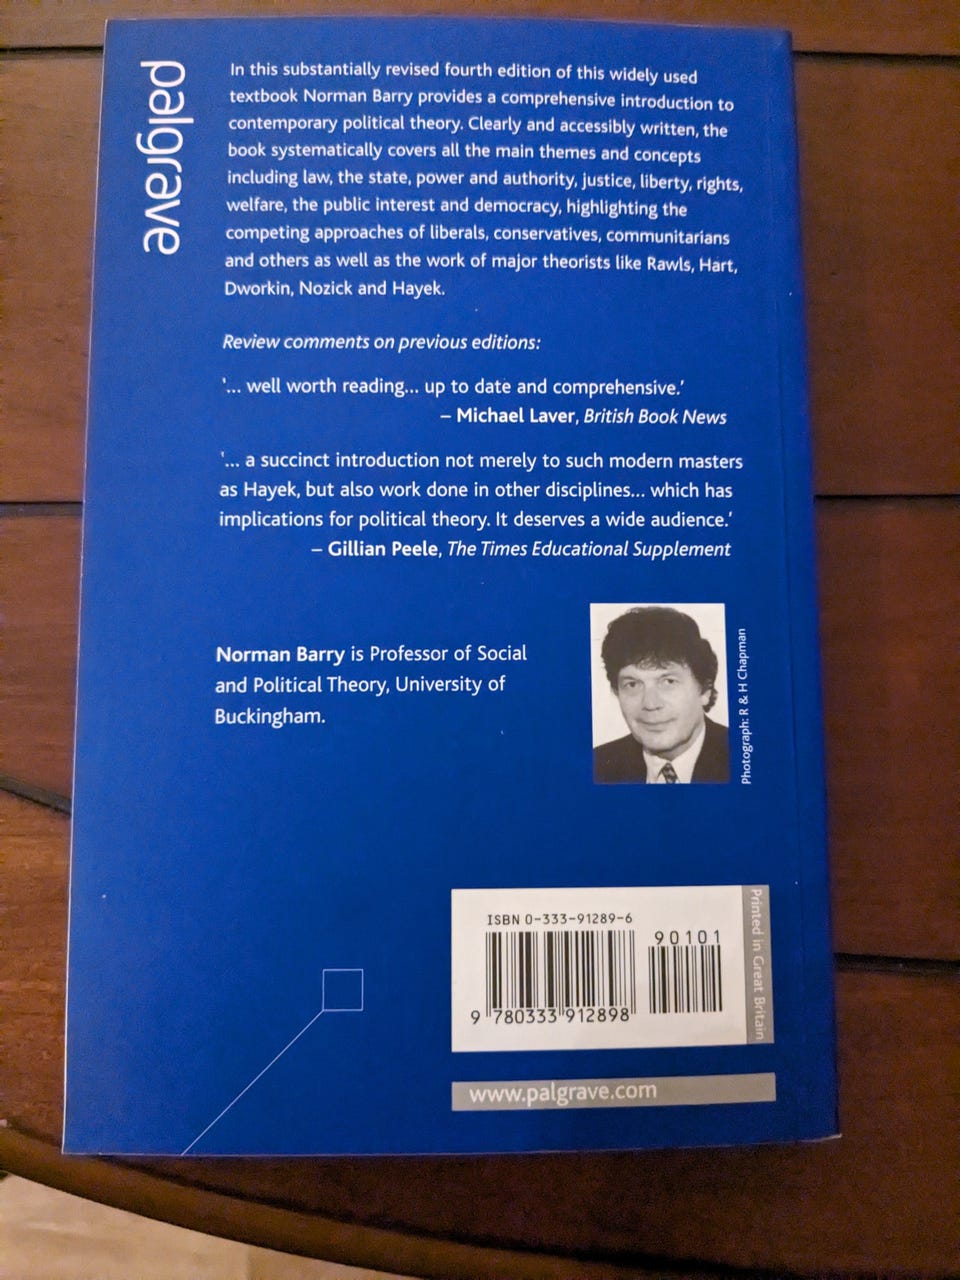 palgrave
In this substantially revised fourth edition of this widely used
textbook Norman Barry provides a comprehensive introduction to
contemporary political theory. Clearly and accessibly written, the
book systematically covers all the main themes and concepts
including law, the state, power and authority, justice, liberty, rights,
welfare, the public interest and democracy, highlighting the
competing approaches of liberals, conservatives, communitarians
and others as well as the work of major theorists like Rawls, Hart,
Dworkin, Nozick and Hayek.
Review comments on previous editions:
'... well worth reading... up to date and comprehensive.'
– Michael Laver, British Book News
'... a succinct introduction not merely to such modern masters
as Hayek, but also work done in other disciplines... which has
implications for political theory. It deserves a wide audience.'
– Gillian Peele, The Times Educational Supplement
Norman Barry is Professor of Social
and Political Theory, University of
Buckingham.
Photograph: R & H Chapman
ISBN 0-333-91289-6
90101
9 780333 912898
Printed in Great Britain
www.palgrave.com